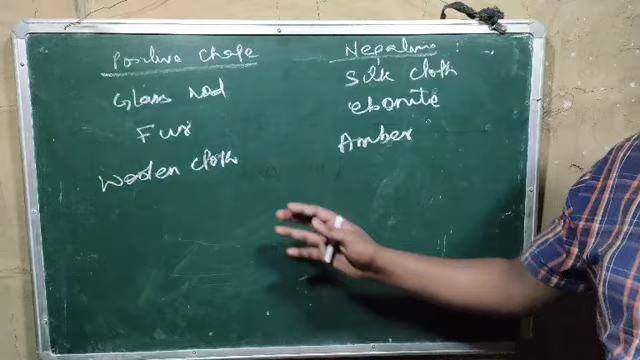 Positive Charge
Glass rod
Fur
Woolen cloth
Negative
Silk cloth
ebonite
Amber